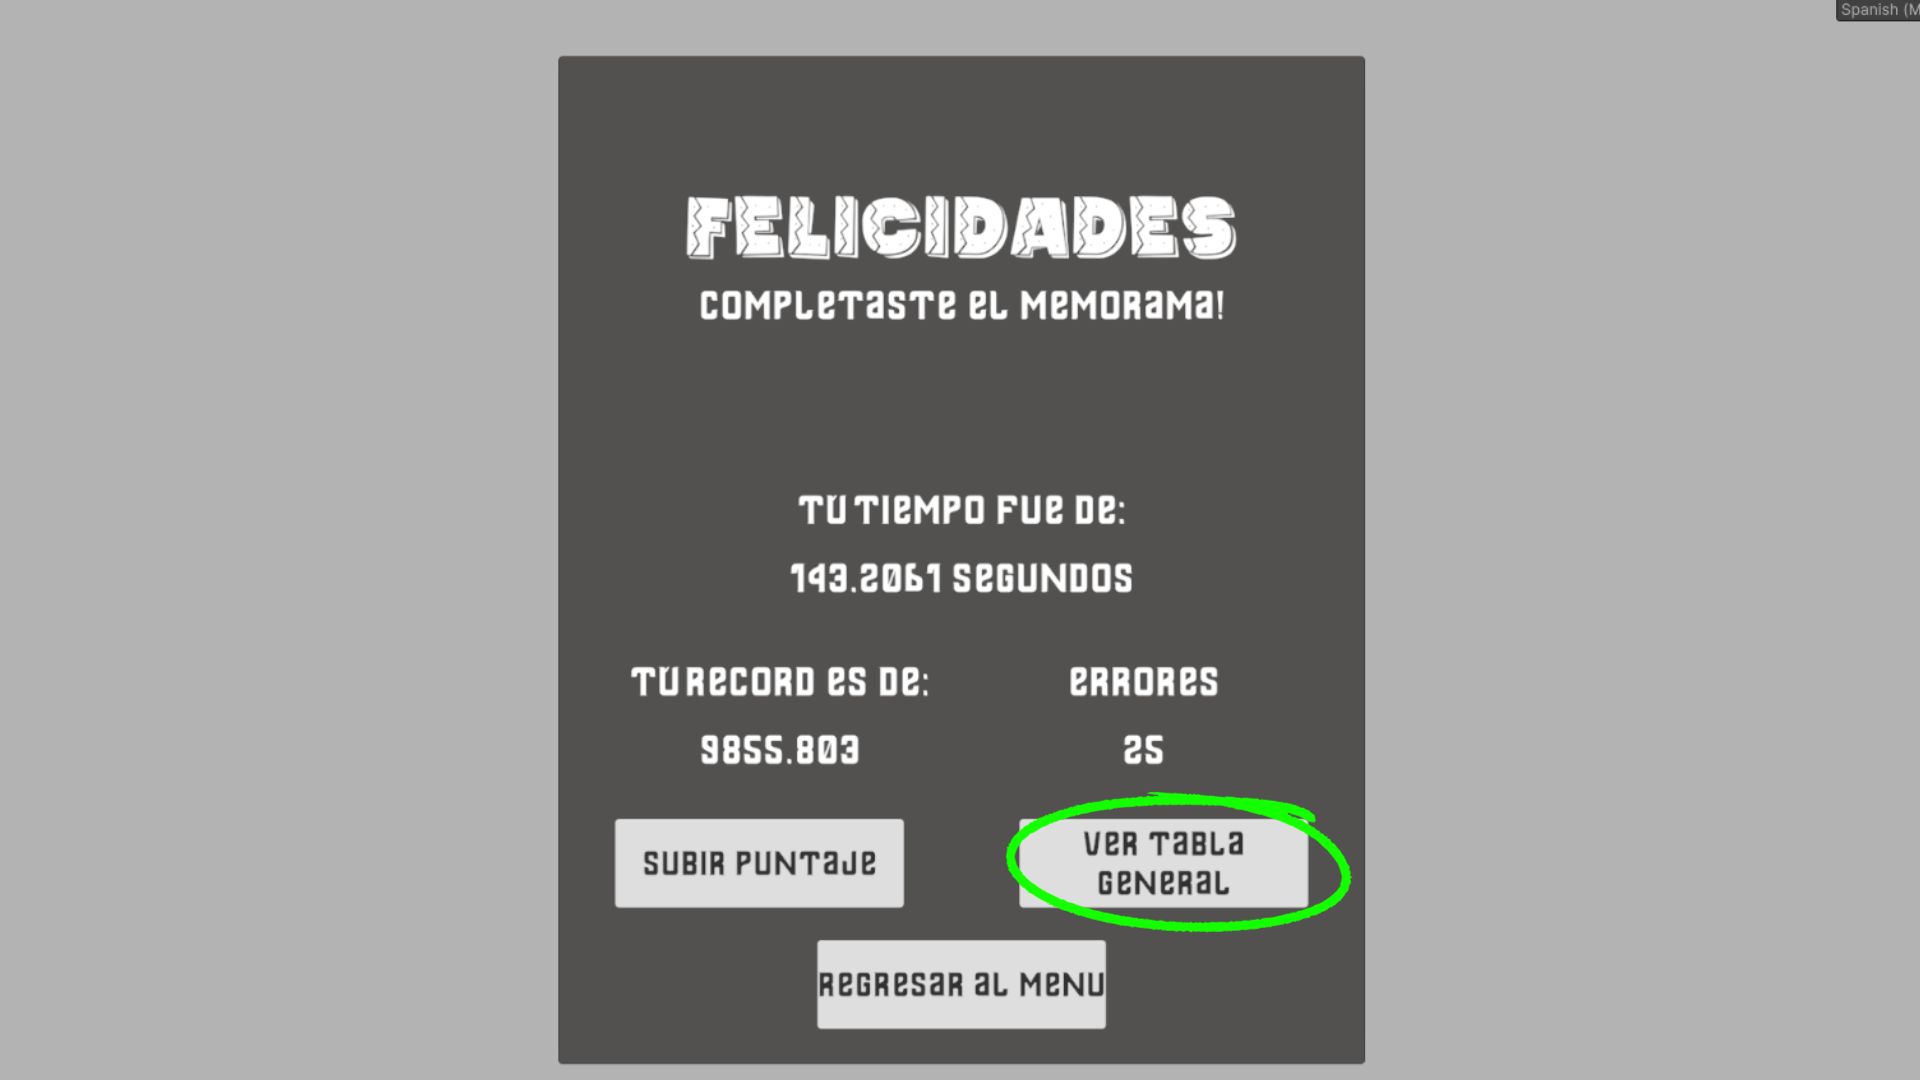 Spanish (M
FELICIDADES
COMPLETASTE EL MEMORAMA!
TU TIEMPO FUE DE:
143.2061 SEGUNDOS
TU RECORD ES DE:
ERRORES
9855.803
25
SUBIR PUNTAJE
VER TABLA
GENERAL
REGRESAR AL MENU